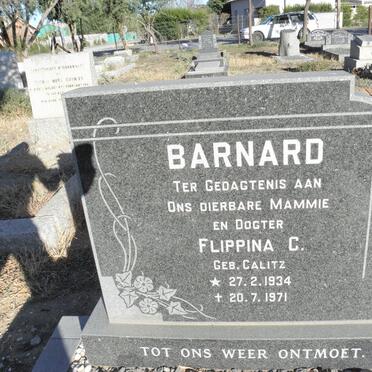 BARNARD
TER GEDAGTENIS AAN
ONS DIERBARE MAMMIE
EN DOGTER
FLIPPINA C.
GEB. CALITZ
* 27.2.1934
+ 20.7.1971
TOT ONS WEER ONTMOET.